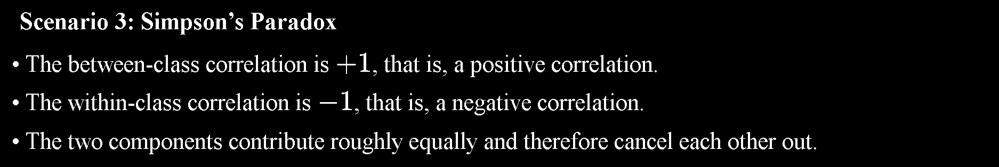 Scenario 3: Simpson’s Paradox
• The between-class correlation is +1, that is, a positive correlation.
• The within-class correlation is −1, that is, a negative correlation.
• The two components contribute roughly equally and therefore cancel each other out.